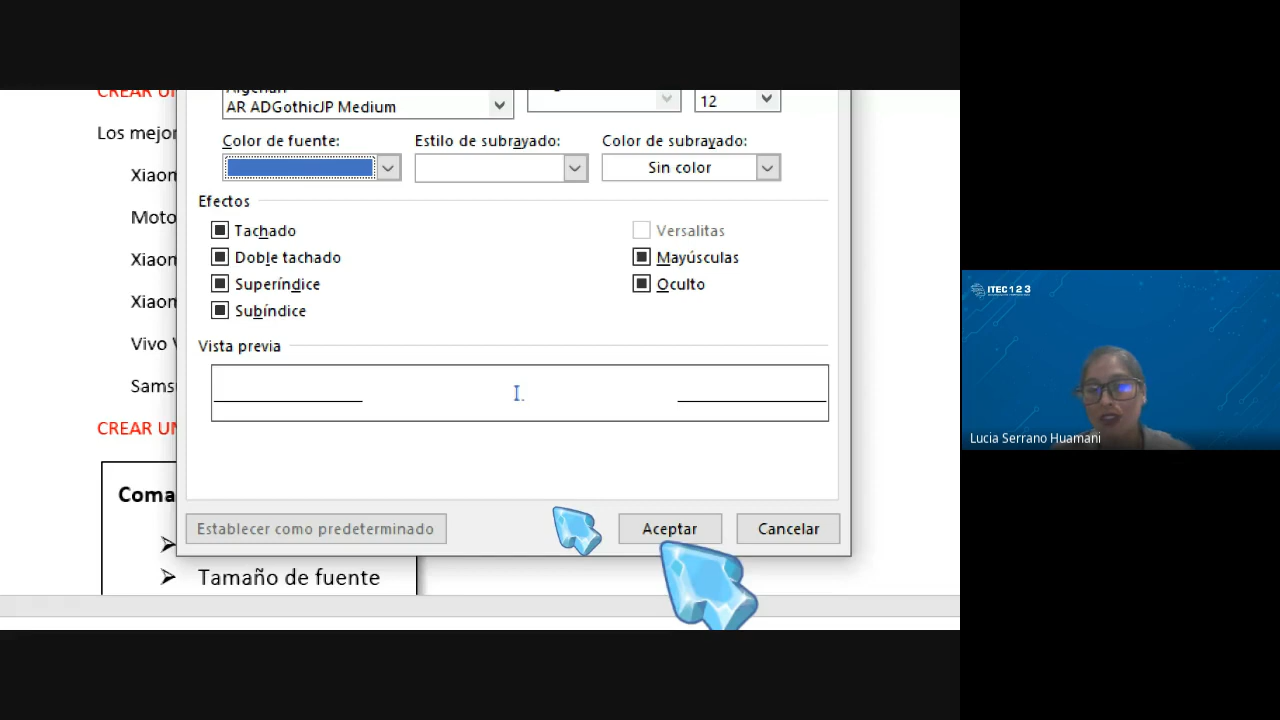 CREAR UN
AR ADGothicJP Medium
12
Los mejor
Color de fuente:
Estilo de subrayado:
Color de subrayado:
Sin color
Xiaom
Efectos
Moto
Tachado
Versalitas
Xiaom
Doble tachado
Mayúsculas
Superíndice
Oculto
Xiaom
Subíndice
Vivo V
Vista previa
Sams
CREAR UN
Coma
Establecer como predeterminado
Aceptar
Cancelar
Tamaño de fuente
ITEC 1 2 3
Lucia Serrano Huamani